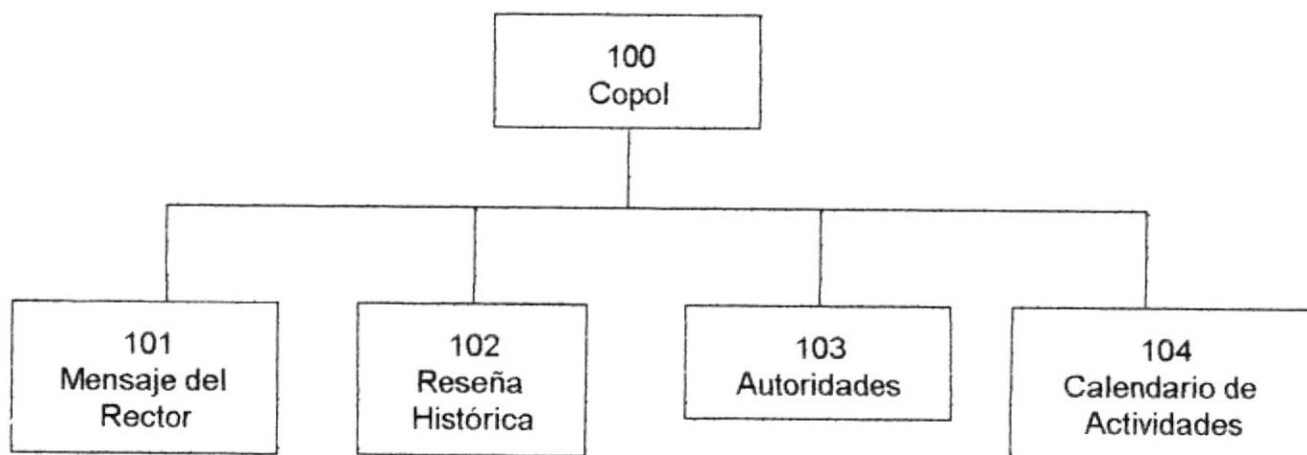 100
Copol
101
Mensaje del
Rector
102
Reseña
Histórica
103
Autoridades
104
Calendario de
Actividades